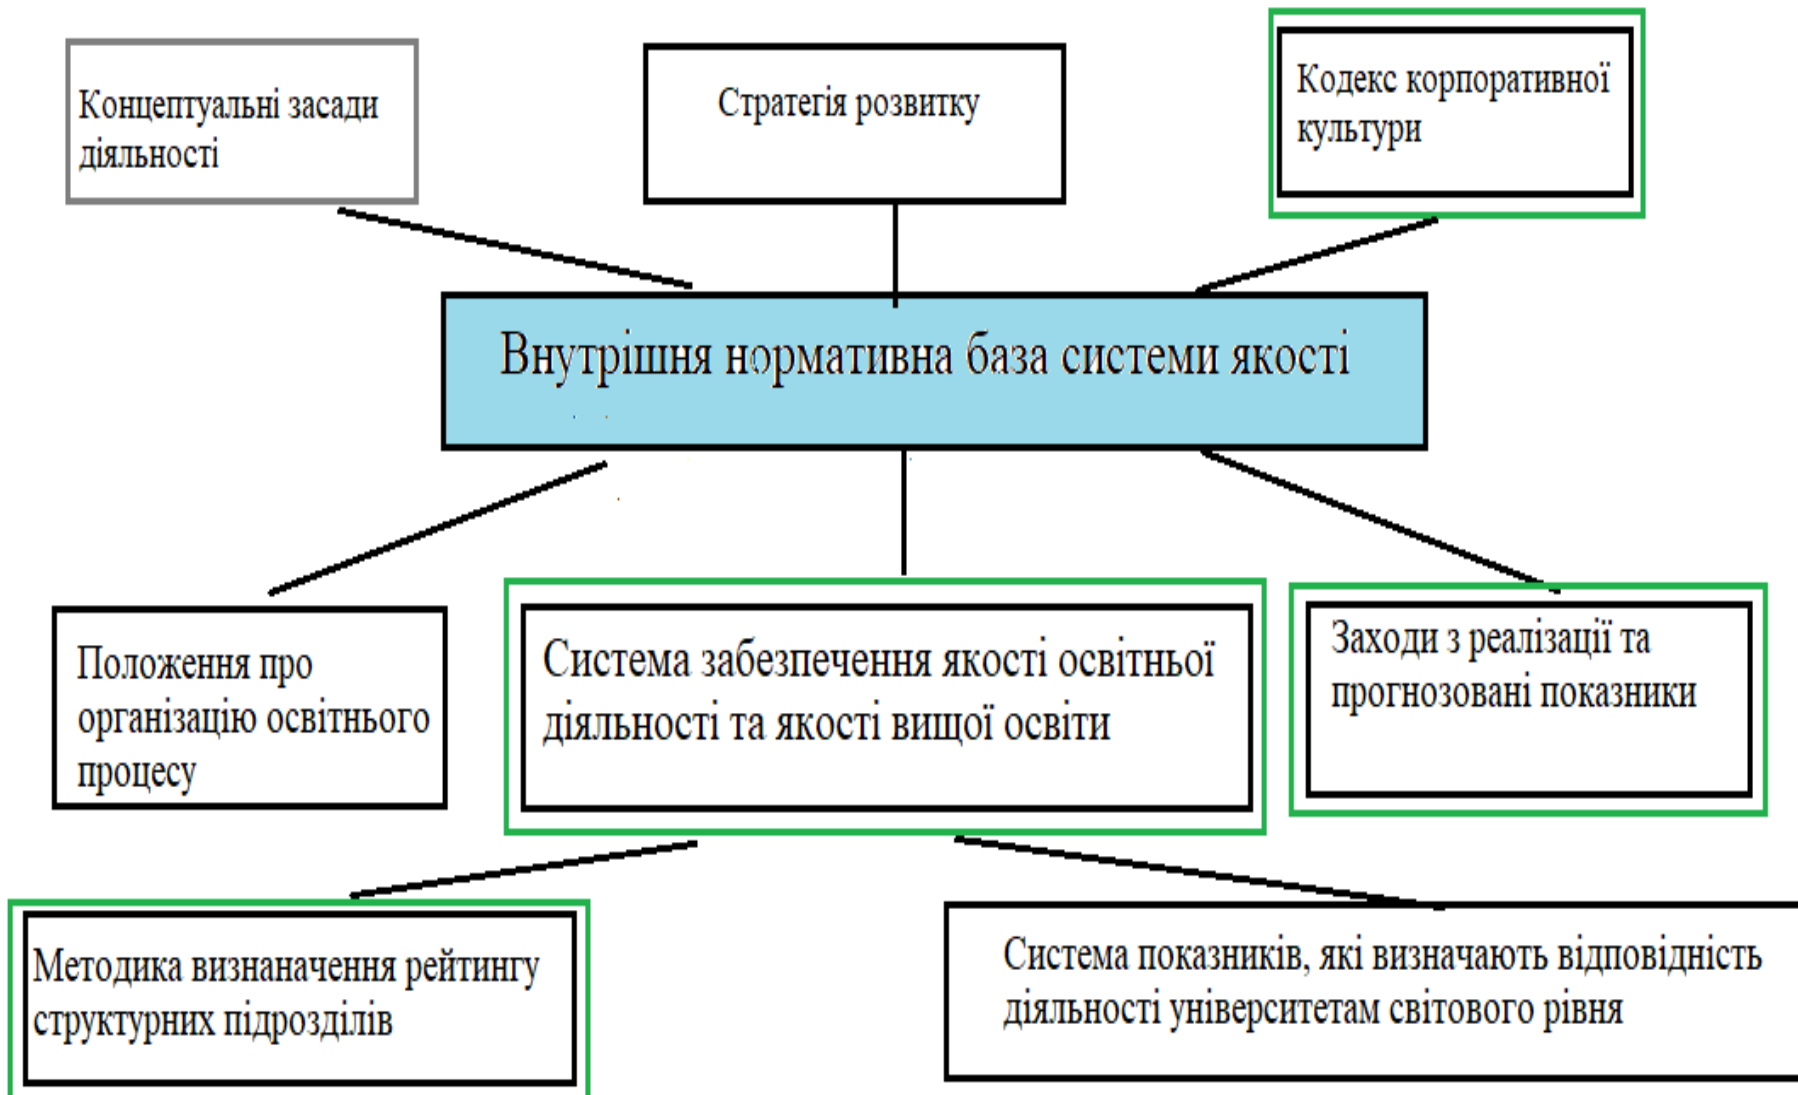 Концептуальні засади
діяльності
Стратегія розвитку
Кодекс корпоративної
культури
Внутрішня нормативна база системи якості
Положення про
організацію освітнього
процесу
Система забезпечення якості освітньої
діяльності та якості вищої освіти
Заходи з реалізації та
прогнозовані показники
Методика визнаначення рейтингу
структурних підрозділів
Система показників, які визначають відповідність
діяльності університетам світового рівня